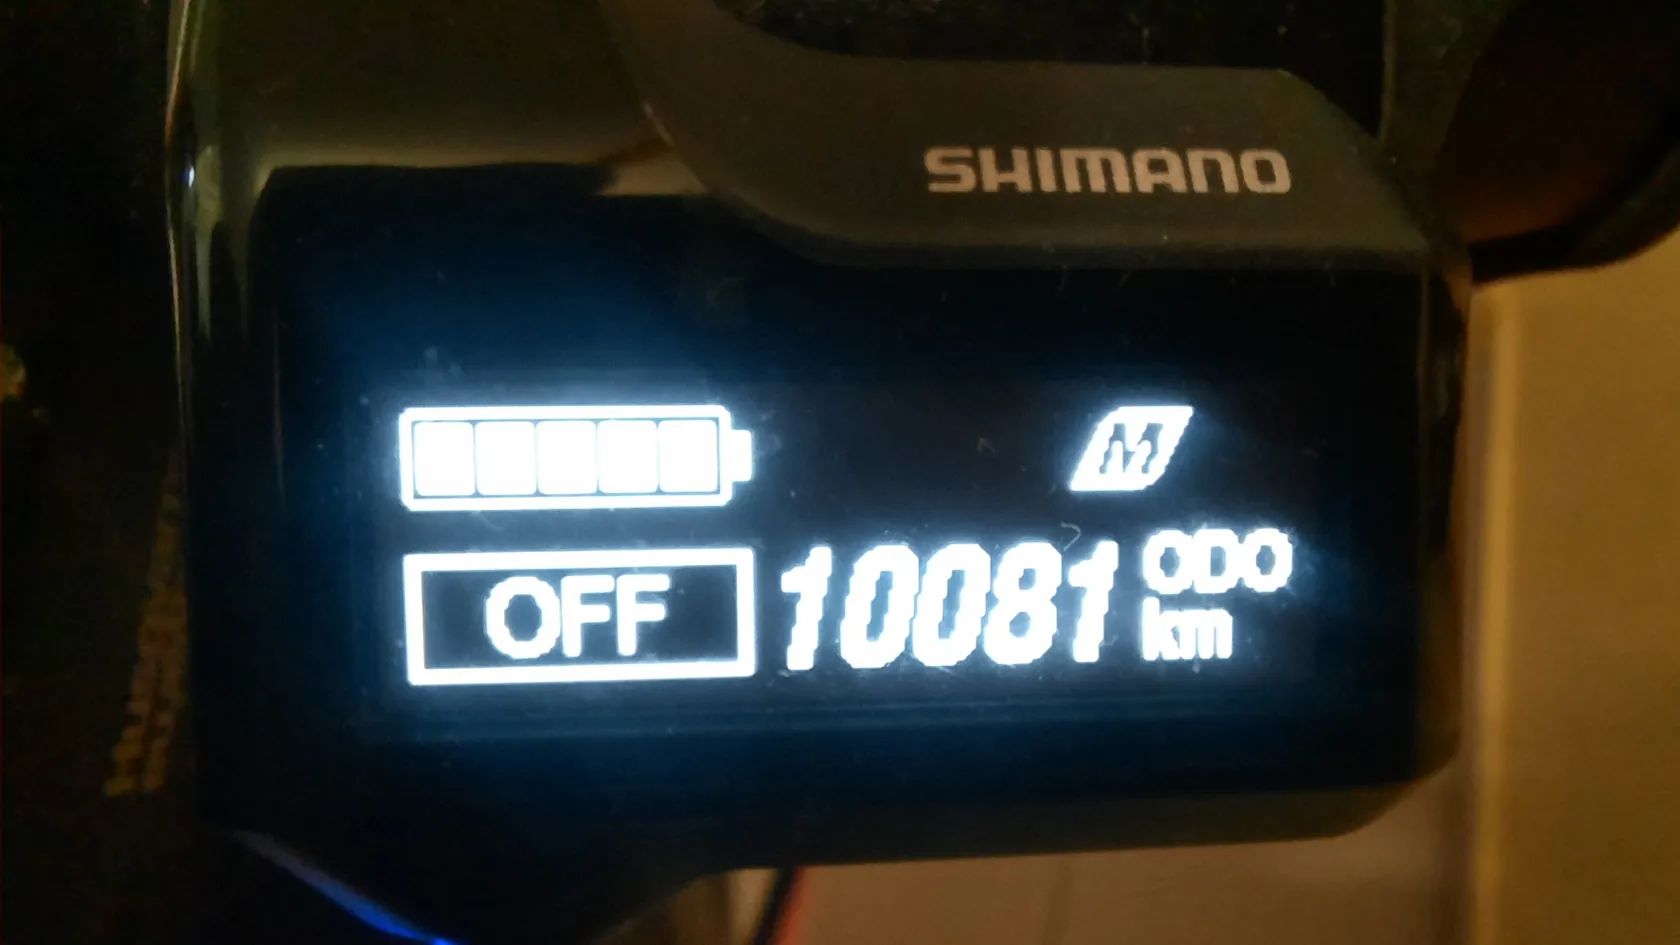 SHIMANO
M
OFF 10081 ODO
km